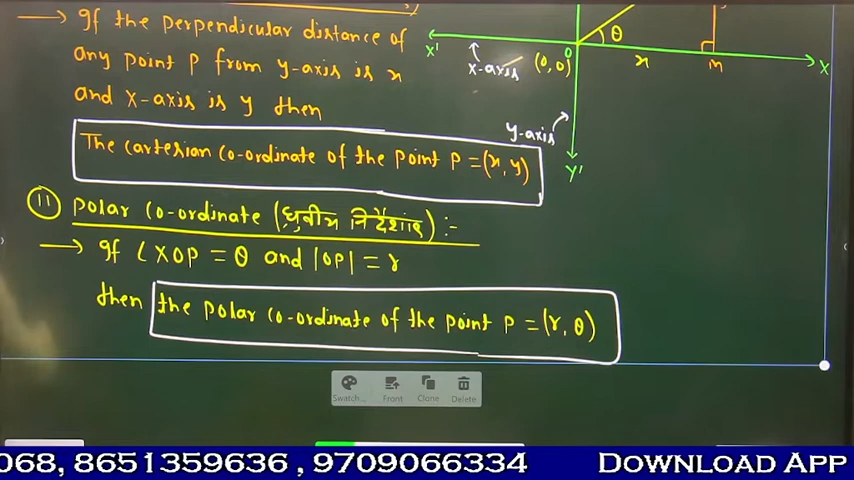 → If the perpendicular distance of
any point P from y-axis is x
and x-axis is y then
The cartesian co-ordinate of the point P = (x, y)
(11) Polar co-ordinate (ध्रुवीय निर्देशांक) :-
→ If ∠XOP = θ and |OP| = r
then the polar co-ordinate of the point P = (r, θ)
X'
x-axis
(0, 0)
0
θ
x
m
X
y-axis
Y'
Swatch...
Front
Clone
Delete
068, 8651359636 , 9709066334
Download App